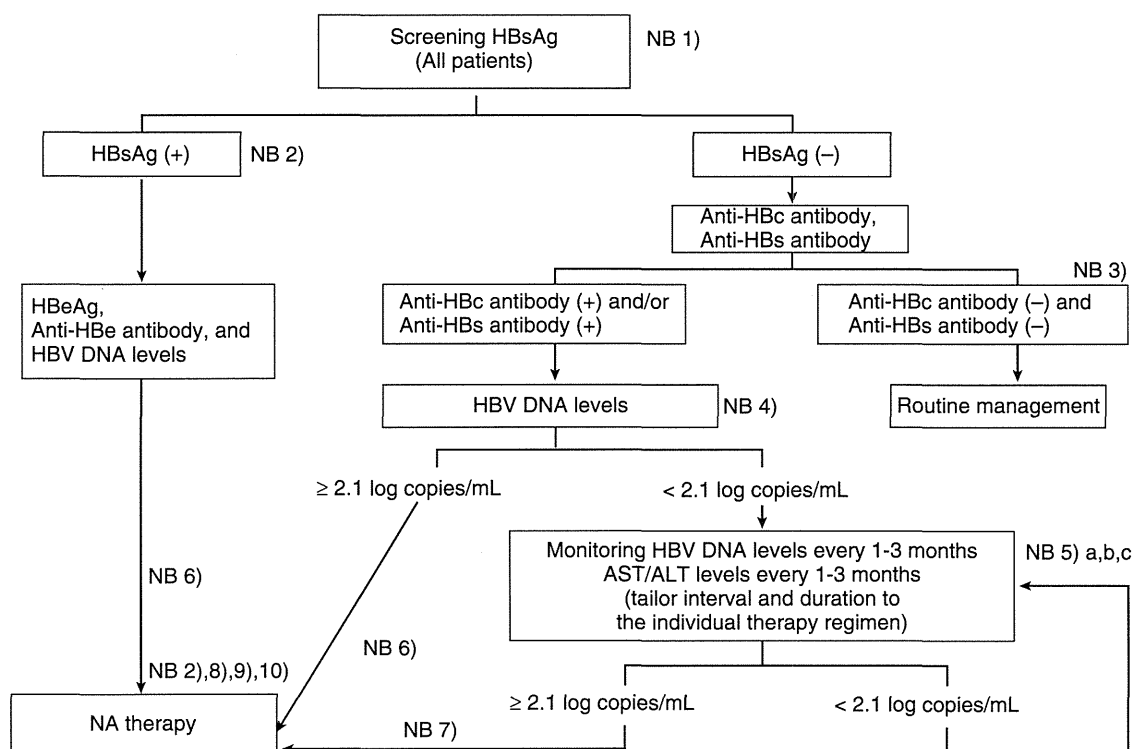 Screening HBsAg
(All patients)
NB 1)
HBsAg (+)
NB 2)
HBsAg (–)
Anti-HBc antibody,
Anti-HBs antibody
NB 3)
HBeAg,
Anti-HBe antibody, and
HBV DNA levels
Anti-HBc antibody (+) and/or
Anti-HBs antibody (+)
Anti-HBc antibody (–) and
Anti-HBs antibody (–)
HBV DNA levels
NB 4)
Routine management
≥ 2.1 log copies/mL
< 2.1 log copies/mL
Monitoring HBV DNA levels every 1-3 months
AST/ALT levels every 1-3 months
(tailor interval and duration to
the individual therapy regimen)
NB 5) a,b,c
NB 6)
NB 6)
NB 2),8),9),10)
NA therapy
≥ 2.1 log copies/mL
< 2.1 log copies/mL
NB 7)